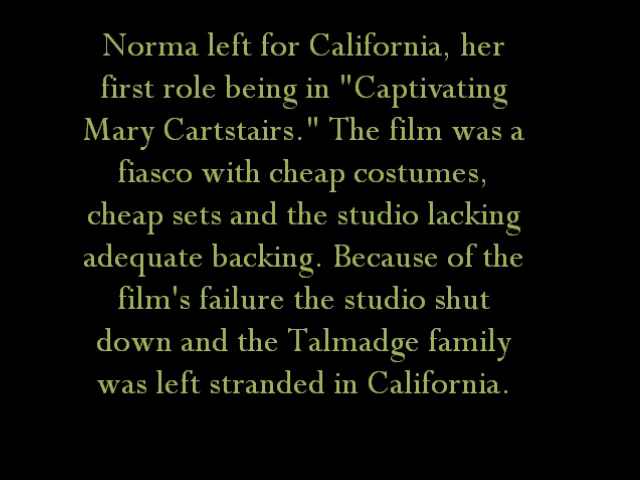 Norma left for California, her
first role being in "Captivating
Mary Cartstairs." The film was a
fiasco with cheap costumes,
cheap sets and the studio lacking
adequate backing. Because of the
film's failure the studio shut
down and the Talmadge family
was left stranded in California.